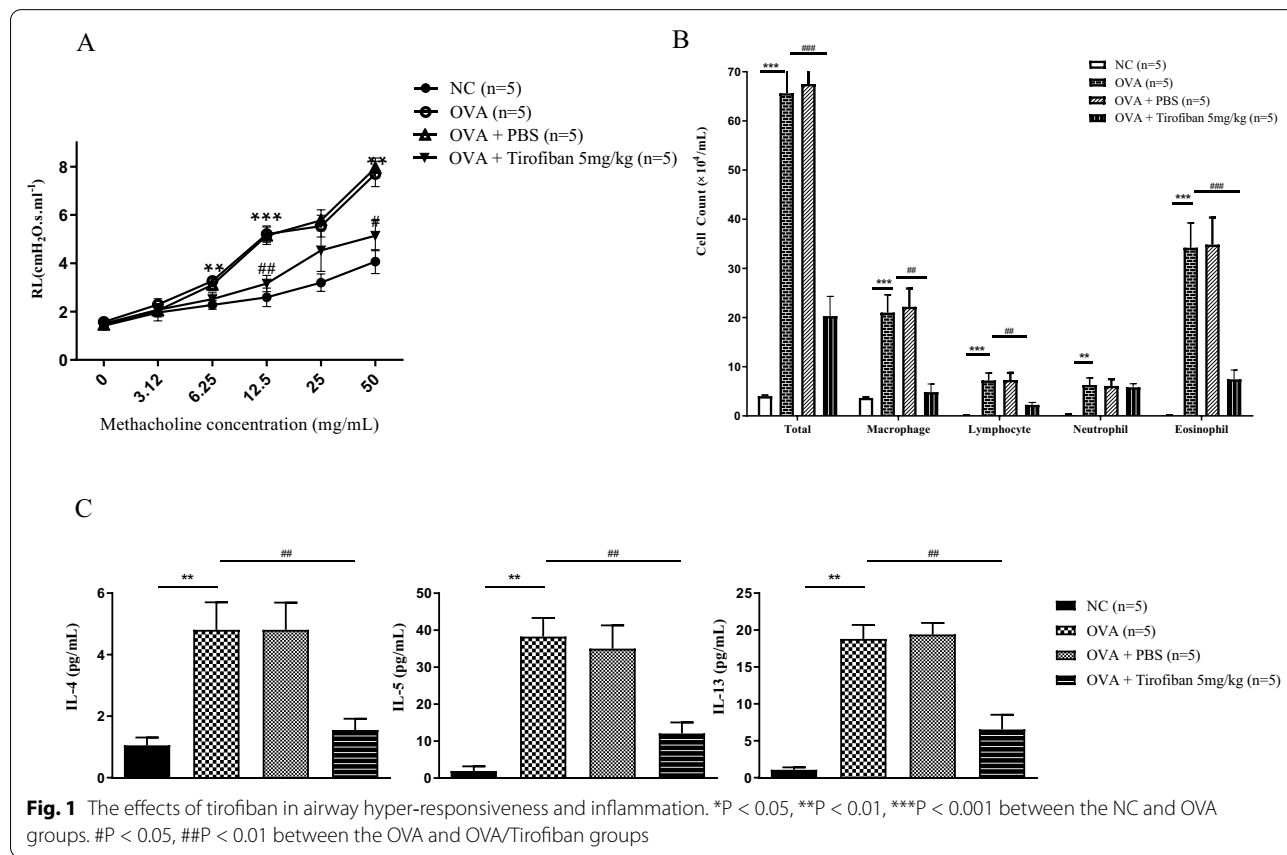 A
NC (n=5)
OVA (n=5)
OVA + PBS (n=5)
OVA + Tirofiban 5mg/kg (n=5)
RL(cmH₂O.s.ml⁻¹)
8
6
4
2
0
**
***
**
##
#
0
3.12
6.25
12.5
25
50
Methacholine concentration (mg/mL)
B
NC (n=5)
OVA (n=5)
OVA + PBS (n=5)
OVA + Tirofiban 5mg/kg (n=5)
Cell Count (×10⁴/mL)
70
60
50
40
30
20
10
0
***
###
***
##
***
##
**
***
###
Total
Macrophage
Lymphocyte
Neutrophil
Eosinophil
C
IL-4 (pg/mL)
6
4
2
0
**
##
IL-5 (pg/mL)
50
40
30
20
10
0
**
##
IL-13 (pg/mL)
25
20
15
10
5
0
**
##
NC (n=5)
OVA (n=5)
OVA + PBS (n=5)
OVA + Tirofiban 5mg/kg (n=5)
Fig. 1 The effects of tirofiban in airway hyper-responsiveness and inflammation. *P < 0.05, **P < 0.01, ***P < 0.001 between the NC and OVA
groups. #P < 0.05, ##P < 0.01 between the OVA and OVA/Tirofiban groups